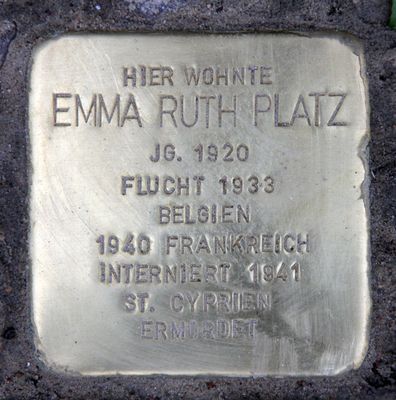 HIER WOHNTE
EMMA RUTH PLATZ
JG. 1920
FLUCHT 1933
BELGIEN
1940 FRANKREICH
INTERNIERT 1941
ST. CYPRIEN
ERMORDET